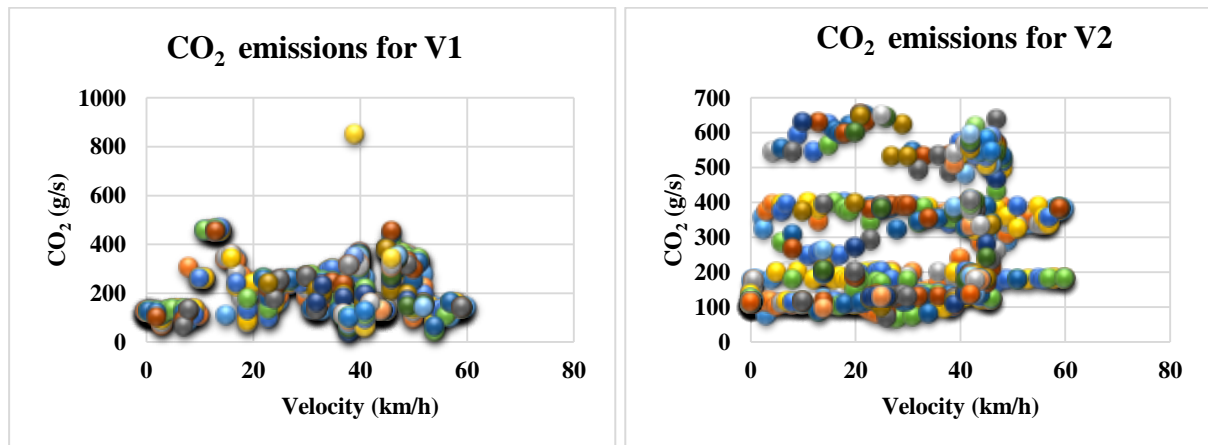 CO₂ emissions for V1
1000
800
600
400
200
0
0 20 40 60 80
CO₂ (g/s)
Velocity (km/h)
CO₂ emissions for V2
700
600
500
400
300
200
100
0
0 20 40 60 80
CO₂ (g/s)
Velocity (km/h)